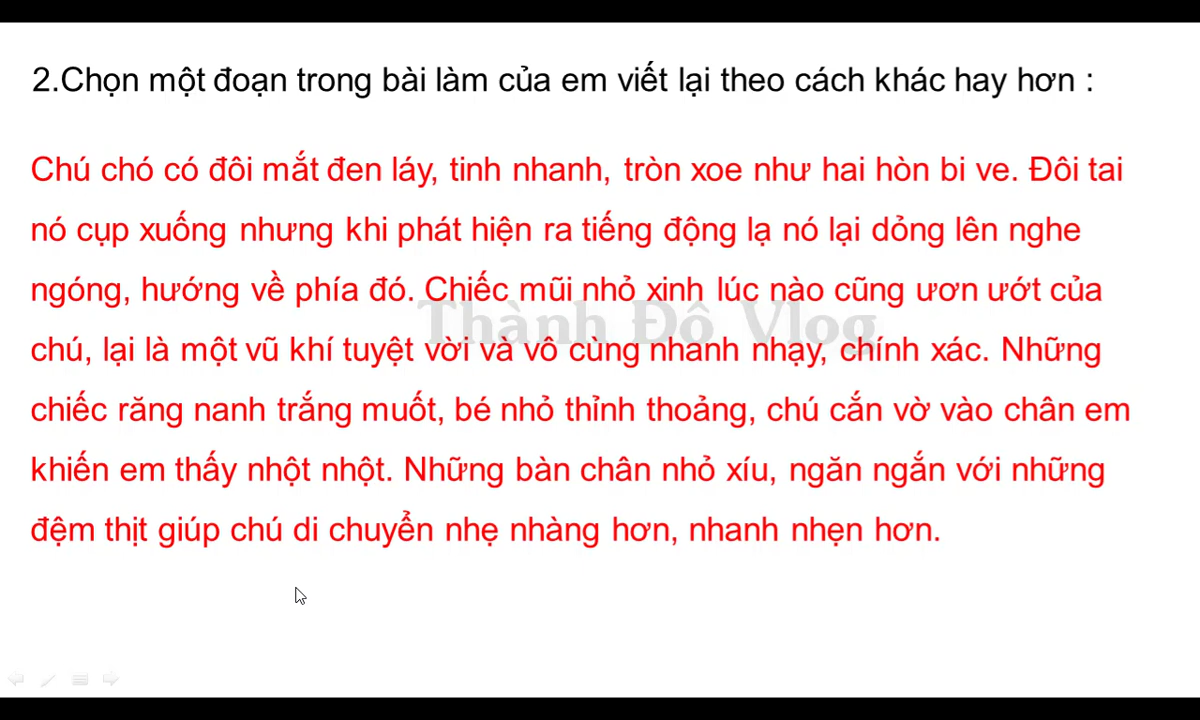 2.Chọn một đoạn trong bài làm của em viết lại theo cách khác hay hơn :
Chú chó có đôi mắt đen láy, tinh nhanh, tròn xoe như hai hòn bi ve. Đôi tai
nó cụp xuống nhưng khi phát hiện ra tiếng động lạ nó lại dỏng lên nghe
ngóng, hướng về phía đó. Chiếc mũi nhỏ xinh lúc nào cũng ươn ướt của
Thành Đô Vlog
chú, lại là một vũ khí tuyệt vời và vô cùng nhanh nhạy, chính xác. Những
chiếc răng nanh trắng muốt, bé nhỏ thỉnh thoảng, chú cắn vờ vào chân em
khiến em thấy nhột nhột. Những bàn chân nhỏ xíu, ngăn ngắn với những
đệm thịt giúp chú di chuyển nhẹ nhàng hơn, nhanh nhẹn hơn.